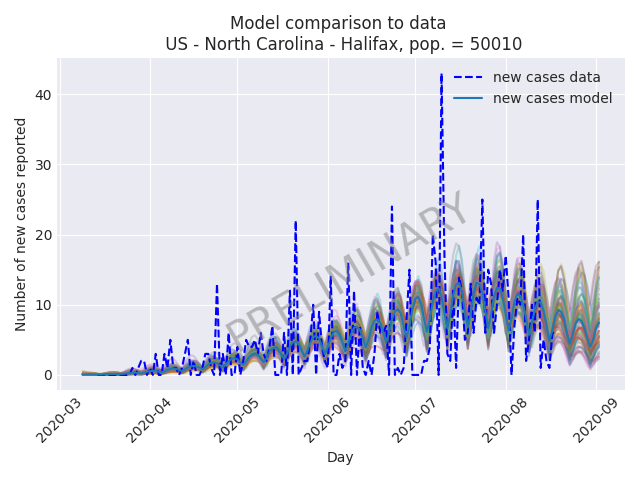 Model comparison to data
US - North Carolina - Halifax, pop. = 50010
new cases data
new cases model
PRELIMINARY
Number of new cases reported
40
30
20
10
0
2020-03
2020-04
2020-05
2020-06
2020-07
2020-08
2020-09
Day